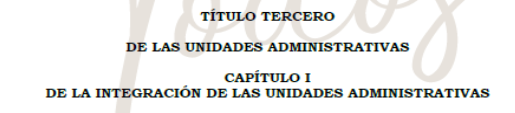 TÍTULO TERCERO
DE LAS UNIDADES ADMINISTRATIVAS
CAPÍTULO I
DE LA INTEGRACIÓN DE LAS UNIDADES ADMINISTRATIVAS